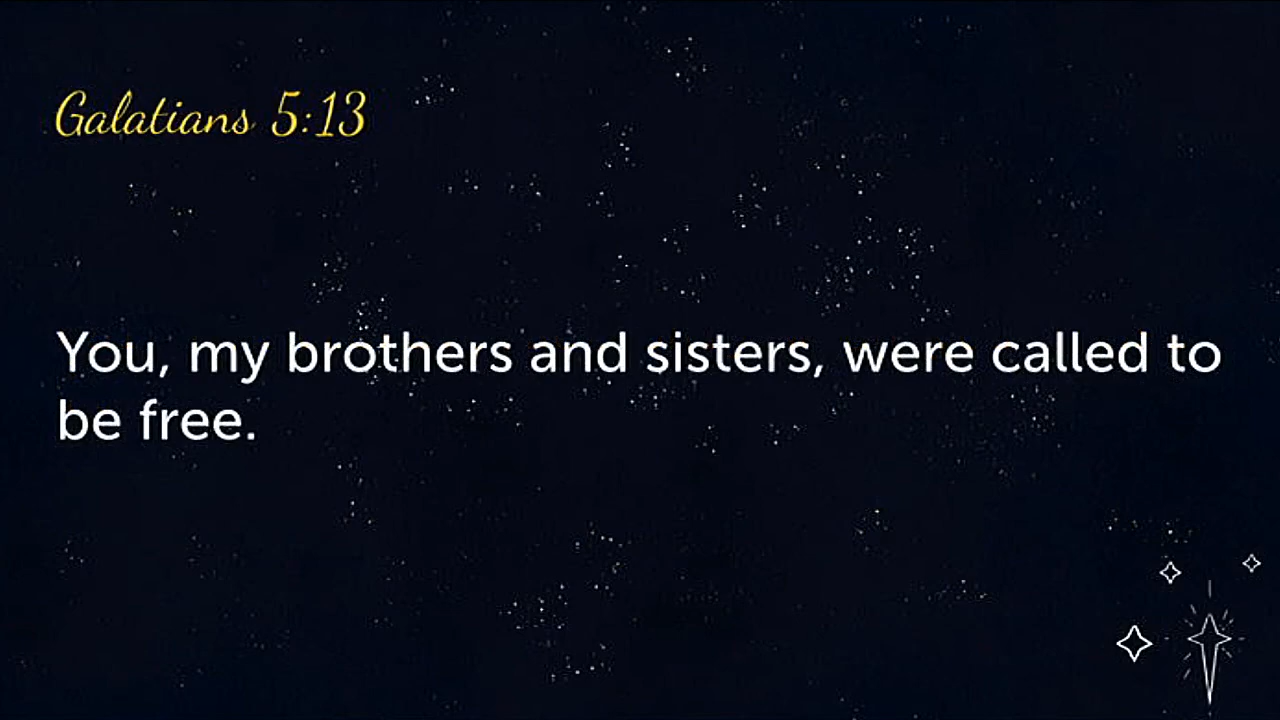 Galatians 5:13
You, my brothers and sisters, were called to
be free.